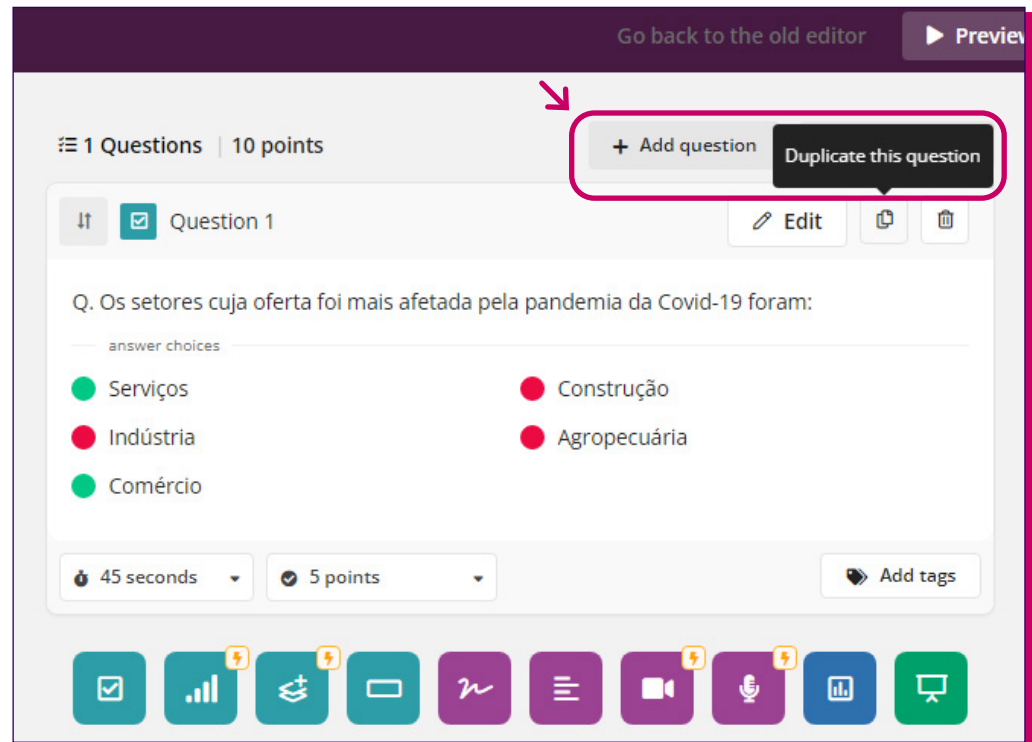 Go back to the old editor
Preview
1 Questions | 10 points
+ Add question
Duplicate this question
Question 1
Edit
Q. Os setores cuja oferta foi mais afetada pela pandemia da Covid-19 foram:
answer choices
Serviços
Construção
Indústria
Agropecuária
Comércio
45 seconds
5 points
Add tags